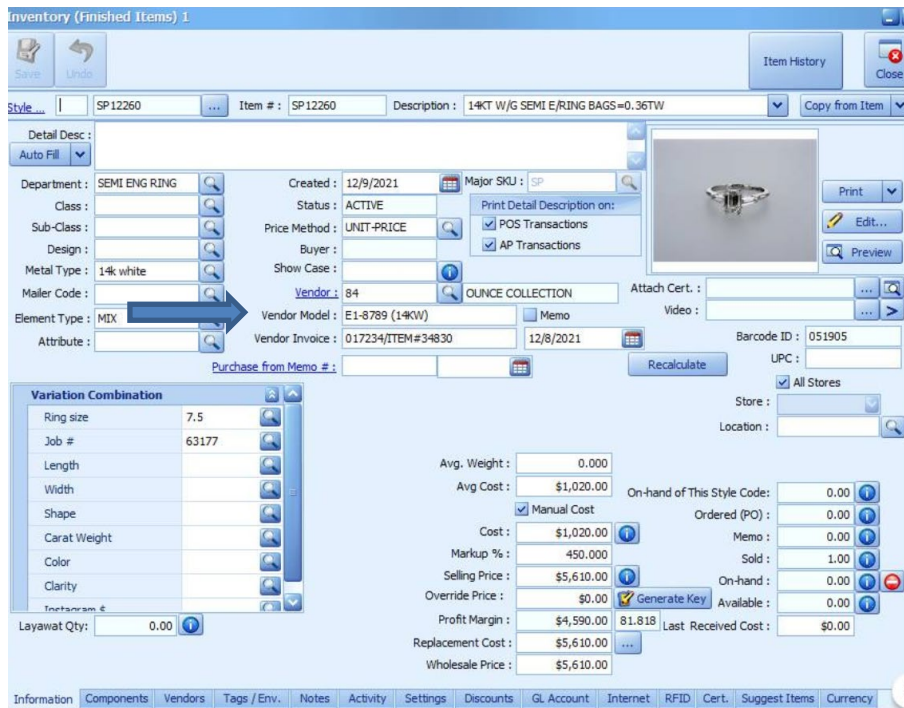 Inventory (Finished Items) 1
Save Undo Item History Close
Style ... SP12260 ... Item # : SP12260 Description : 14KT W/G SEMI E/RING BAGS=0.36TW Copy from Item
Detail Desc :
Auto Fill
Department : SEMI ENG RING Created : 12/9/2021 Major SKU : SP
Class : Status : ACTIVE Print Detail Description on: Print
Sub-Class : Price Method : UNIT-PRICE POS Transactions Edit...
Design : Buyer : AP Transactions Preview
Metal Type : 14k white Show Case :
Mailer Code : Vendor : 84 OUNCE COLLECTION Attach Cert. : ...
Element Type : MIX Vendor Model : E1-8789 (14KW) Memo Video : ... >
Attribute : Vendor Invoice : 017234/ITEM#34830 12/8/2021 Barcode ID : 051905
Purchase from Memo # : Recalculate UPC :
All Stores
Variation Combination Store :
Ring size 7.5 Location :
Job # 63177
Length Avg. Weight : 0.000
Width Avg Cost : $1,020.00 On-hand of This Style Code: 0.00
Shape Manual Cost Ordered (PO) : 0.00
Carat Weight Cost : $1,020.00 Memo : 0.00
Color Markup % : 450.000 Sold : 1.00
Clarity Selling Price : $5,610.00 On-hand : 0.00
Instagram $ Override Price : $0.00 Generate Key Available : 0.00
Layawat Qty: 0.00 Profit Margin : $4,590.00 81.818 Last Received Cost : $0.00
Replacement Cost : $5,610.00 ...
Wholesale Price : $5,610.00
Information Components Vendors Tags / Env. Notes Activity Settings Discounts GL Account Internet RFID Cert. Suggest Items Currency